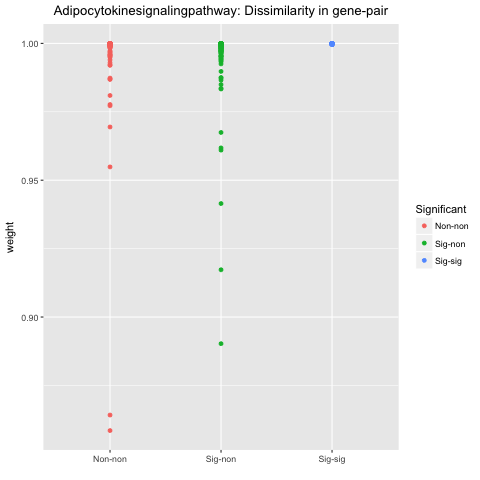 Adipocytokinesignalingpathway: Dissimilarity in gene-pair
1.00
0.95
0.90
weight
Non-non
Sig-non
Sig-sig
Significant
Non-non
Sig-non
Sig-sig